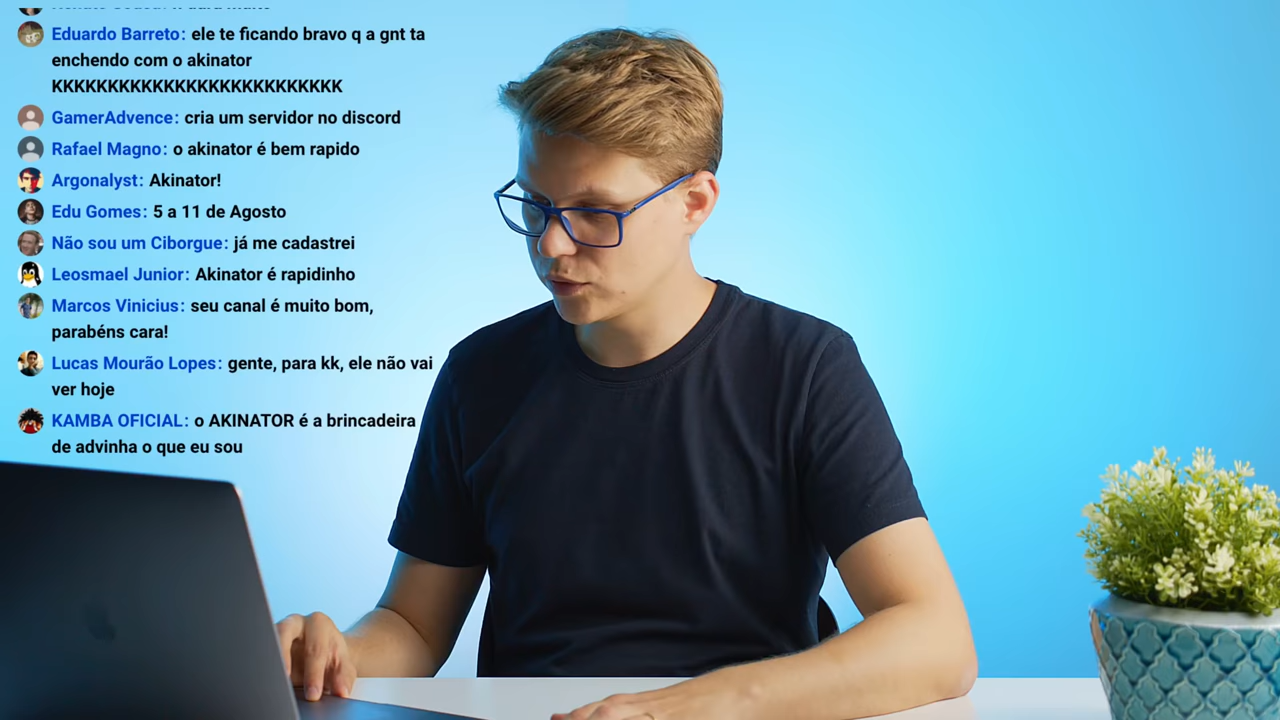 Eduardo Barreto: ele te ficando bravo q a gnt ta
enchendo com o akinator
KKKKKKKKKKKKKKKKKKKKKKKKKK
GamerAdvence: cria um servidor no discord
Rafael Magno: o akinator é bem rapido
Argonalyst: Akinator!
Edu Gomes: 5 a 11 de Agosto
Não sou um Ciborgue: já me cadastrei
Leosmael Junior: Akinator é rapidinho
Marcos Vinicius: seu canal é muito bom,
parabéns cara!
Lucas Mourão Lopes: gente, para kk, ele não vai
ver hoje
KAMBA OFICIAL: o AKINATOR é a brincadeira
de advinha o que eu sou